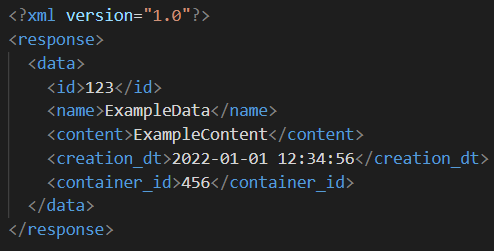 <?xml version="1.0"?>
<response>
  <data>
    <id>123</id>
    <name>ExampleData</name>
    <content>ExampleContent</content>
    <creation_dt>2022-01-01 12:34:56</creation_dt>
    <container_id>456</container_id>
  </data>
</response>